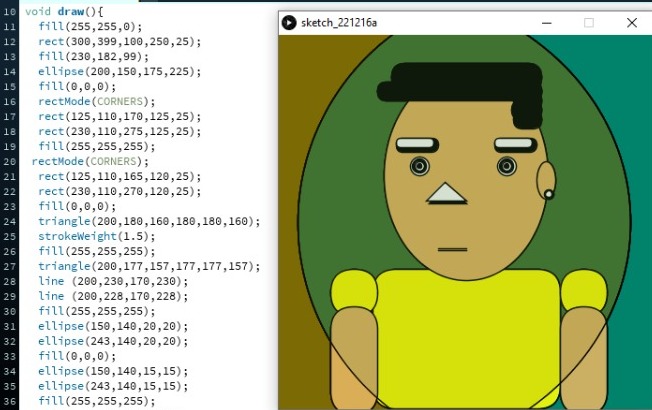 10 void draw(){
11 fill(255,255,0);
12 rect(300,399,100,250,25);
13 fill(230,182,99);
14 ellipse(200,150,175,225);
15 fill(0,0,0);
16 rectMode(CORNERS);
17 rect(125,110,170,125,25);
18 rect(230,110,275,125,25);
19 fill(255,255,255);
20 rectMode(CORNERS);
21 rect(125,110,165,120,25);
22 rect(230,110,270,120,25);
23 fill(0,0,0);
24 triangle(200,180,160,180,180,160);
25 strokeWeight(1.5);
26 fill(255,255,255);
27 triangle(200,177,157,177,177,157);
28 line (200,230,170,230);
29 line (200,228,170,228);
30 fill(255,255,255);
31 ellipse(150,140,20,20);
32 ellipse(243,140,20,20);
33 fill(0,0,0);
34 ellipse(150,140,15,15);
35 ellipse(243,140,15,15);
36 fill(255,255,255);
sketch_221216a